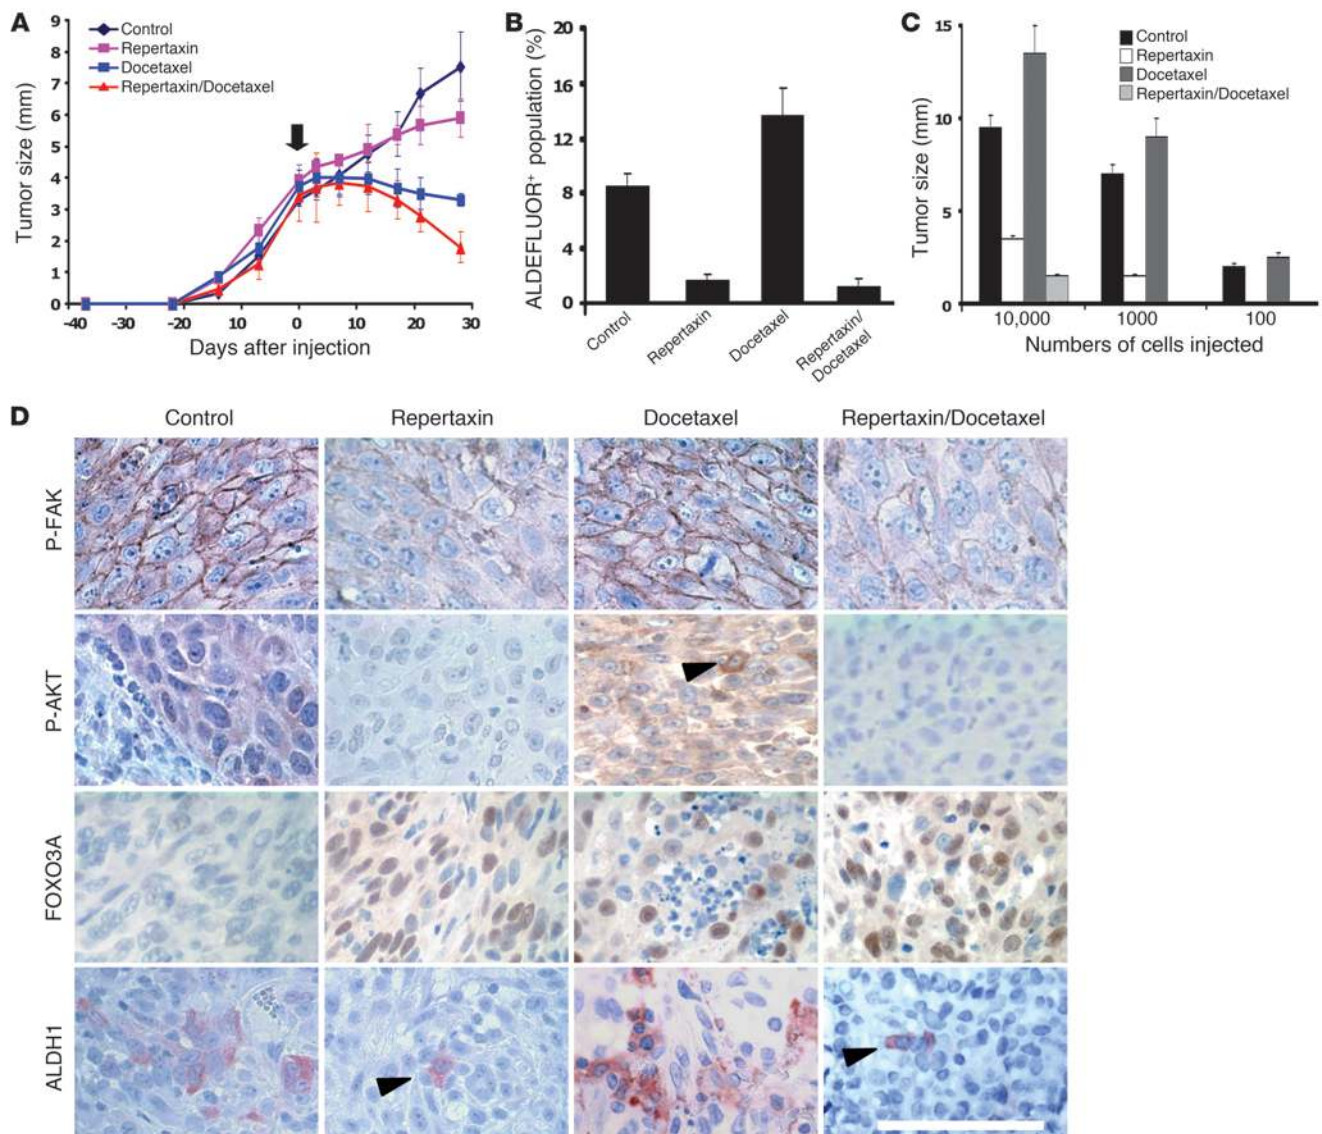 A
9
8
7
6
5
4
3
2
1
0
Tumor size (mm)
Control
Repertaxin
Docetaxel
Repertaxin/Docetaxel
-40 -30 -20 10 0 10 20 30
Days after injection
B
20
16
12
8
4
0
ALDEFLUOR+ population (%)
Control
Repertaxin
Docetaxel
Repertaxin/
Docetaxel
C
15
10
5
0
Tumor size (mm)
Control
Repertaxin
Docetaxel
Repertaxin/Docetaxel
10,000 1000 100
Numbers of cells injected
D
Control Repertaxin Docetaxel Repertaxin/Docetaxel
P-FAK
P-AKT
FOXO3A
ALDH1